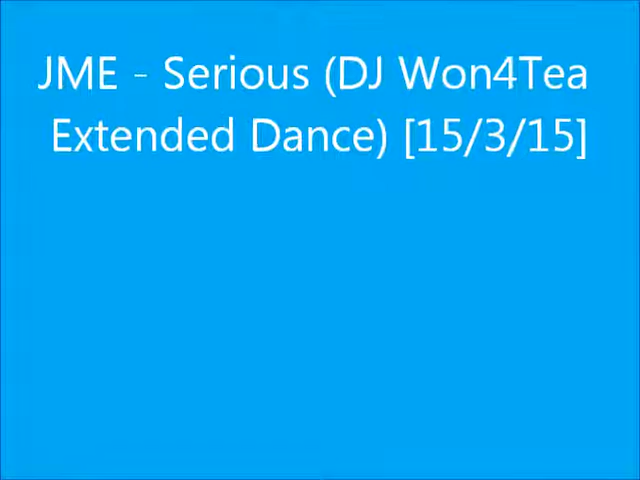 JME - Serious (DJ Won4Tea
Extended Dance) [15/3/15]